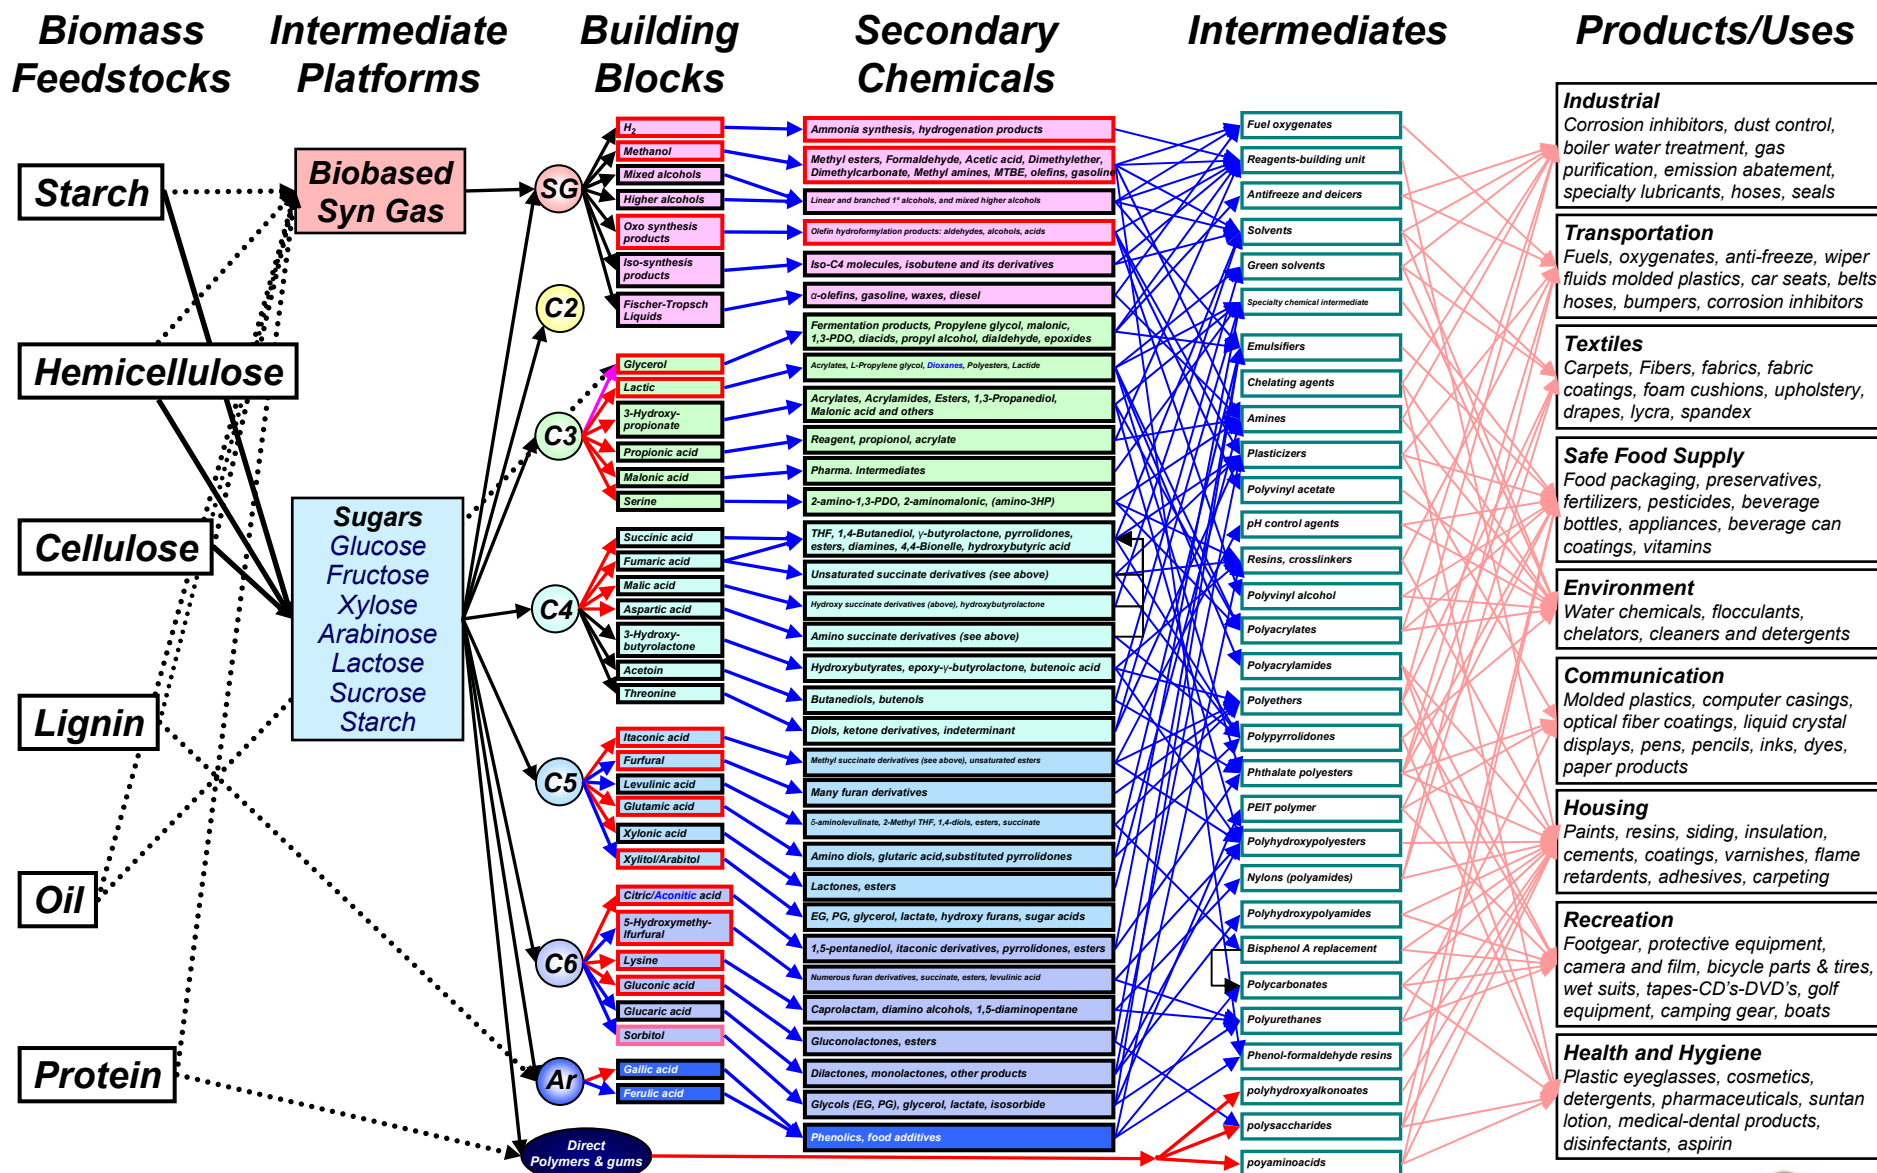 Biomass
Feedstocks
Intermediate
Platforms
Building
Blocks
Secondary
Chemicals
Intermediates
Products/Uses
Starch
Hemicellulose
Cellulose
Lignin
Oil
Protein
Biobased
Syn Gas
Sugars
Glucose
Fructose
Xylose
Arabinose
Lactose
Sucrose
Starch
SG
C2
C3
C4
C5
C6
Ar
Direct
Polymers & gums
H2
Methanol
Mixed alcohols
Higher alcohols
Oxo synthesis
products
Iso-synthesis
products
Fischer-Tropsch
Liquids
Glycerol
Lactic
3-Hydroxy-
propionate
Propionic acid
Malonic acid
Serine
Succinic acid
Fumaric acid
Malic acid
Aspartic acid
3-Hydroxy-
butyrolactone
Acetoin
Threonine
Itaconic acid
Furfural
Levulinic acid
Glutamic acid
Xylonic acid
Xylitol/Arabitol
Citric/Aconitic acid
5-Hydroxymethy-
lfurfural
Lysine
Gluconic acid
Glucaric acid
Sorbitol
Gallic acid
Ferulic acid
Ammonia synthesis, hydrogenation products
Methyl esters, Formaldehyde, Acetic acid, Dimethylether,
Dimethylcarbonate, Methyl amines, MTBE, olefins, gasoline
Linear and branched 1º alcohols, and mixed higher alcohols
Olefin hydroformylation products: aldehydes, alcohols, acids
Iso-C4 molecules, isobutene and its derivatives
α-olefins, gasoline, waxes, diesel
Fermentation products, Propylene glycol, malonic,
1,3-PDO, diacids, propyl alcohol, dialdehyde, epoxides
Acrylates, L-Propylene glycol, Dioxanes, Polyesters, Lactide
Acrylates, Acrylamides, Esters, 1,3-Propanediol,
Malonic acid and others
Reagent, propionol, acrylate
Pharma. Intermediates
2-amino-1,3-PDO, 2-aminomalonic, (amino-3HP)
THF, 1,4-Butanediol, γ-butyrolactone, pyrrolidones,
esters, diamines, 4,4-Bionelle, hydroxybutyric acid
Unsaturated succinate derivatives (see above)
Hydroxy succinate derivatives (above), hydroxybutyrolactone
Amino succinate derivatives (see above)
Hydroxybutyrates, epoxy-γ-butyrolactone, butenoic acid
Butanediols, butenols
Diols, ketone derivatives, indeterminant
Methyl succinate derivatives (see above), unsaturated esters
Many furan derivatives
δ-aminolevulinate, 2-Methyl THF, 1,4-diols, esters, succinate
Amino diols, glutaric acid,substituted pyrrolidones
Lactones, esters
EG, PG, glycerol, lactate, hydroxy furans, sugar acids
1,5-pentanediol, itaconic derivatives, pyrrolidones, esters
Numerous furan derivatives, succinate, esters, levulinic acid
Caprolactam, diamino alcohols, 1,5-diaminopentane
Gluconolactones, esters
Dilactones, monolactones, other products
Glycols (EG, PG), glycerol, lactate, isosorbide
Phenolics, food additives
Fuel oxygenates
Reagents-building unit
Antifreeze and deicers
Solvents
Green solvents
Specialty chemical intermediate
Emulsifiers
Chelating agents
Amines
Plasticizers
Polyvinyl acetate
pH control agents
Resins, crosslinkers
Polyvinyl alcohol
Polyacrylates
Polyacrylamides
Polyethers
Polypyrrolidones
Phthalate polyesters
PEIT polymer
Polyhydroxypolyesters
Nylons (polyamides)
Polyhydroxypolyamides
Bisphenol A replacement
Polycarbonates
Polyurethanes
Phenol-formaldehyde resins
polyhydroxyalkonoates
polysaccharides
poyaminoacids
Industrial
Corrosion inhibitors, dust control,
boiler water treatment, gas
purification, emission abatement,
specialty lubricants, hoses, seals
Transportation
Fuels, oxygenates, anti-freeze, wiper
fluids molded plastics, car seats, belts
hoses, bumpers, corrosion inhibitors
Textiles
Carpets, Fibers, fabrics, fabric
coatings, foam cushions, upholstery,
drapes, lycra, spandex
Safe Food Supply
Food packaging, preservatives,
fertilizers, pesticides, beverage
bottles, appliances, beverage can
coatings, vitamins
Environment
Water chemicals, flocculants,
chelators, cleaners and detergents
Communication
Molded plastics, computer casings,
optical fiber coatings, liquid crystal
displays, pens, pencils, inks, dyes,
paper products
Housing
Paints, resins, siding, insulation,
cements, coatings, varnishes, flame
retardents, adhesives, carpeting
Recreation
Footgear, protective equipment,
camera and film, bicycle parts & tires,
wet suits, tapes-CD's-DVD's, golf
equipment, camping gear, boats
Health and Hygiene
Plastic eyeglasses, cosmetics,
detergents, pharmaceuticals, suntan
lotion, medical-dental products,
disinfectants, aspirin